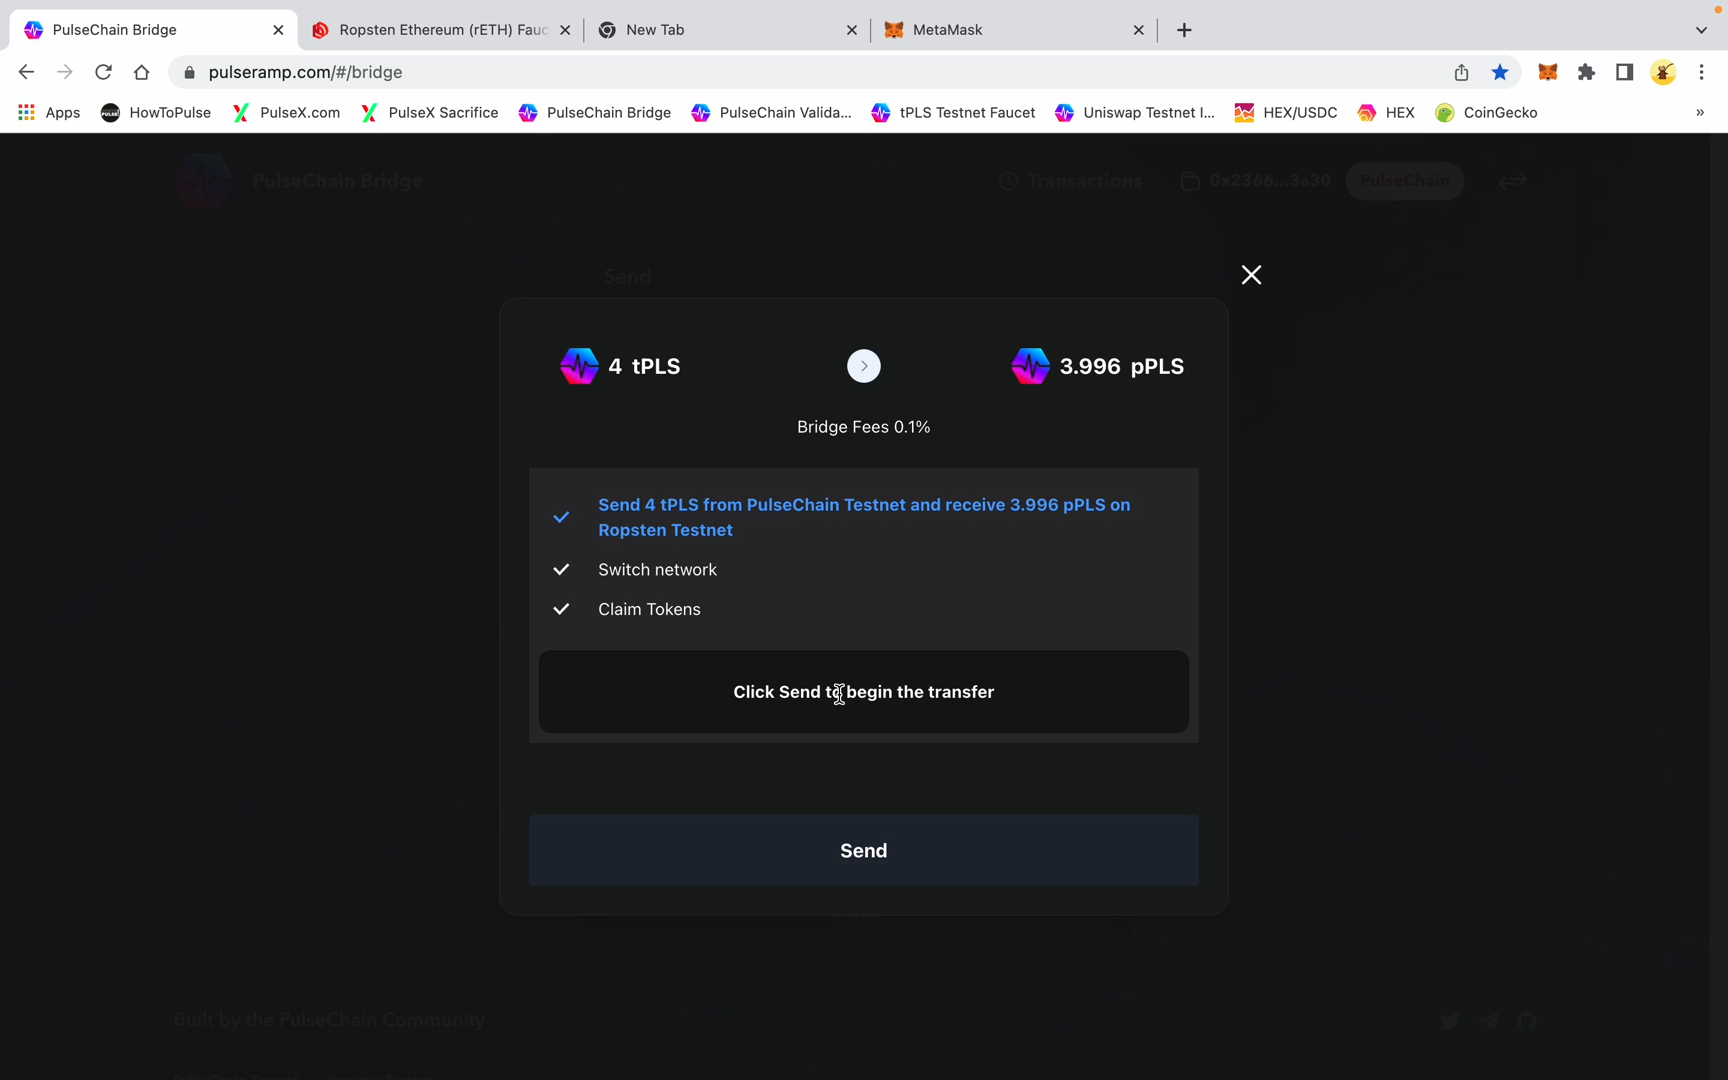 PulseChain Bridge
Ropsten Ethereum (rETH) Fauc
New Tab
MetaMask
pulseramp.com/#/bridge
Apps
HowToPulse
PulseX.com
PulseX Sacrifice
PulseChain Bridge
PulseChain Valida...
tPLS Testnet Faucet
Uniswap Testnet I...
HEX/USDC
HEX
CoinGecko
»
PulseChain Bridge
Transactions
0x2366...3a30
PulseChain
Send
4 tPLS
3.996 pPLS
Bridge Fees 0.1%
Send 4 tPLS from PulseChain Testnet and receive 3.996 pPLS on
Ropsten Testnet
Switch network
Claim Tokens
Click Send to begin the transfer
Send
Built by the PulseChain Community